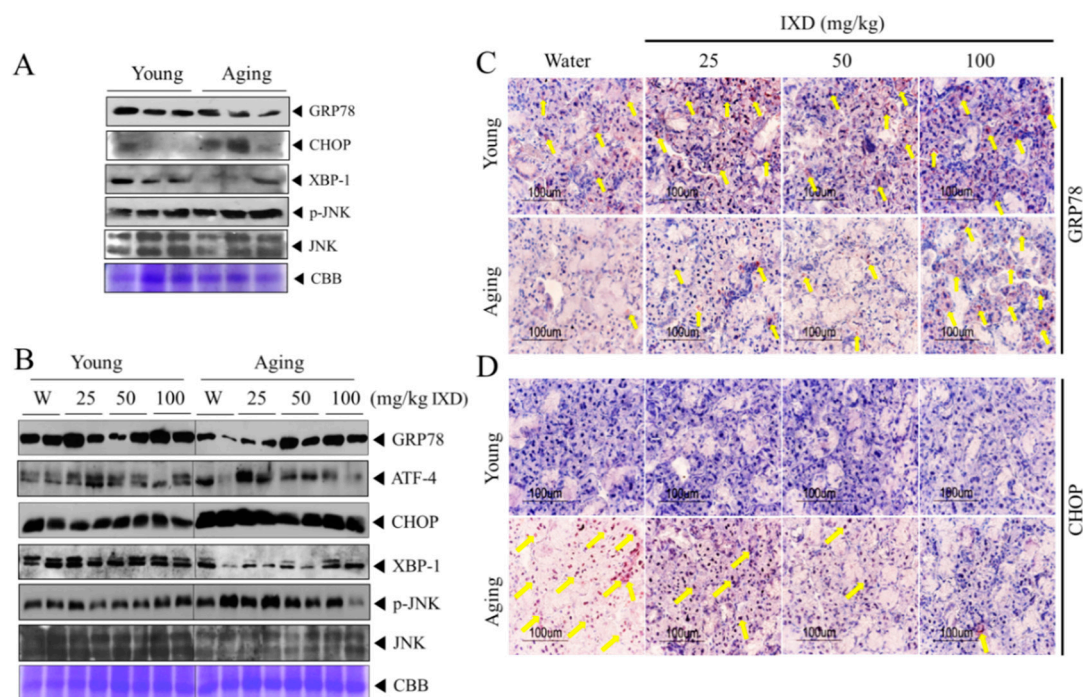 A
Young Aging
GRP78
CHOP
XBP-1
p-JNK
JNK
CBB
B
Young Aging
W 25 50 100 W 25 50 100 (mg/kg IXD)
GRP78
ATF-4
CHOP
XBP-1
p-JNK
JNK
CBB
IXD (mg/kg)
C Water 25 50 100
Young
100um 100um 100um 100um
Aging
100um 100um 100um 100um
GRP78
D
Young
100um 100um 100um 100um
Aging
100um 100um 100um 100um
CHOP